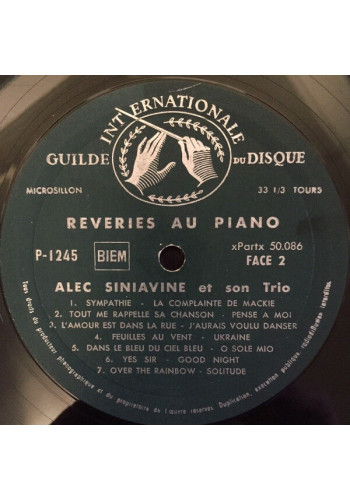 INTERNATIONALE
GUILDE DU DISQUE
MICROSILLON 33 1/3 TOURS
REVERIES AU PIANO
P-1245 BIEM xPartx 50.086
FACE 2
ALEC SINIAVINE et son Trio
1. SYMPATHIE - LA COMPLAINTE DE MACKIE
2. TOUT ME RAPPELLE SA CHANSON - PENSE A MOI
3. L'AMOUR EST DANS LA RUE - J'AURAIS VOULU DANSER
4. FEUILLES AU VENT - UKRAINE
5. DANS LE BLEU DU CIEL BLEU - O SOLE MIO
6. YES SIR - GOOD NIGHT
7. OVER THE RAINBOW - SOLITUDE
Tous droits du producteur phonographique et du propriétaire de l'œuvre réservés. Duplication, exécution publique, radiodiffusion interdites.